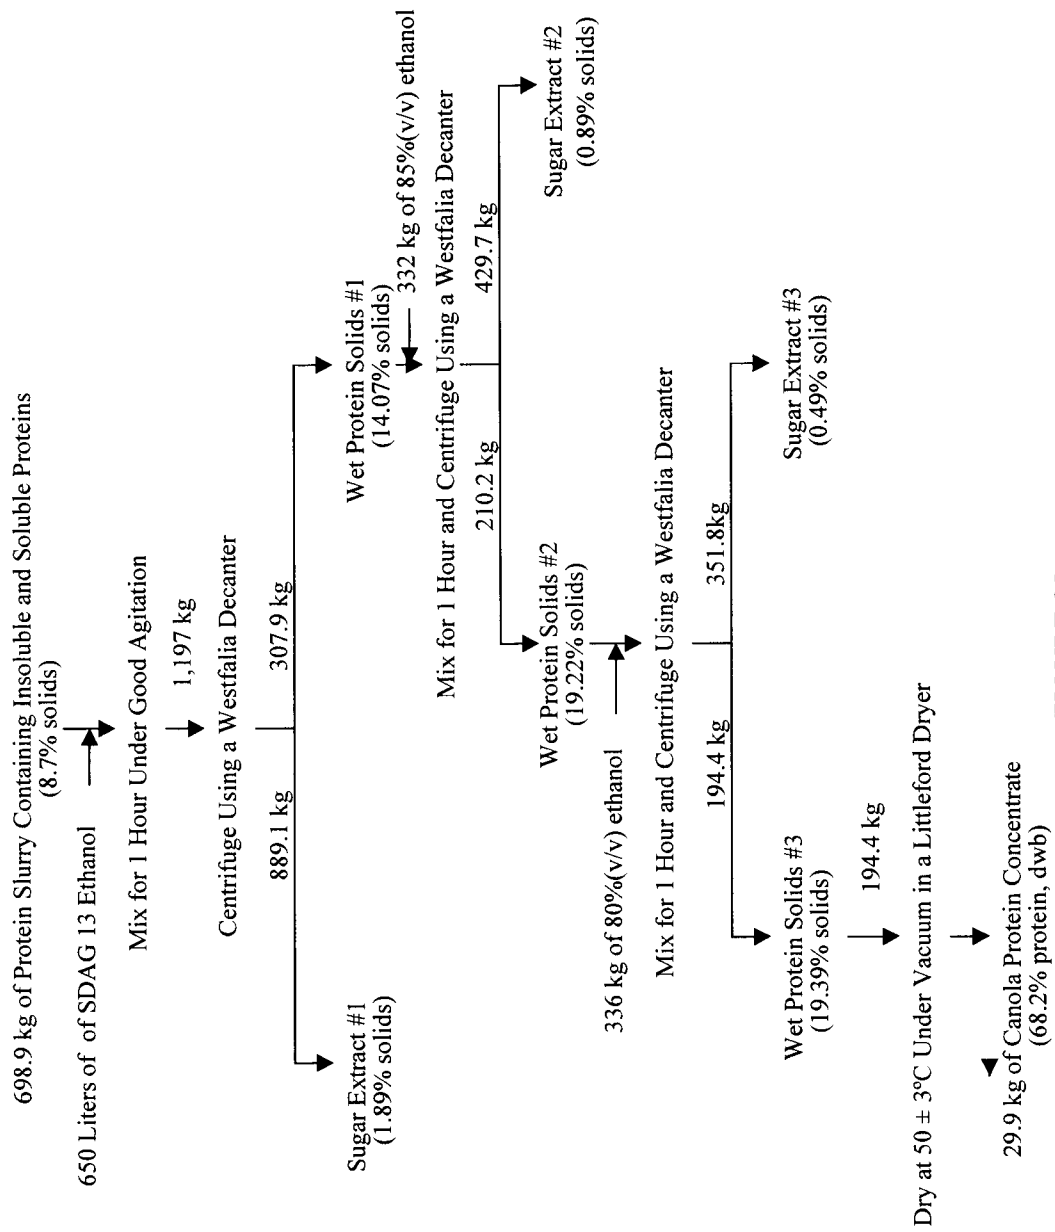 698.9 kg of Protein Slurry Containing Insoluble and Soluble Proteins
(8.7% solids)
650 Liters of of SDAG 13 Ethanol
Mix for 1 Hour Under Good Agitation
1,197 kg
Centrifuge Using a Westfalia Decanter
889.1 kg
307.9 kg
Sugar Extract #1
(1.89% solids)
Wet Protein Solids #1
(14.07% solids)
332 kg of 85%(v/v) ethanol
Mix for 1 Hour and Centrifuge Using a Westfalia Decanter
210.2 kg
429.7 kg
Wet Protein Solids #2
(19.22% solids)
Sugar Extract #2
(0.89% solids)
336 kg of 80%(v/v) ethanol
Mix for 1 Hour and Centrifuge Using a Westfalia Decanter
194.4 kg
351.8kg
Wet Protein Solids #3
(19.39% solids)
Sugar Extract #3
(0.49% solids)
194.4 kg
Dry at 50 ± 3ºC Under Vacuum in a Littleford Dryer
29.9 kg of Canola Protein Concentrate
(68.2% protein, dwb)